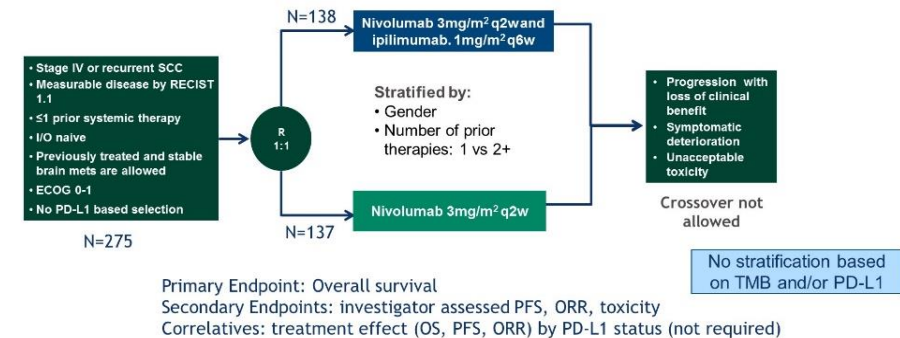 N=138
Nivolumab 3mg/m² q2w and
ipilimumab. 1mg/m² q6w
• Stage IV or recurrent SCC
• Measurable disease by RECIST
1.1
• ≤1 prior systemic therapy
• I/O naive
• Previously treated and stable
brain mets are allowed
• ECOG 0-1
• No PD-L1 based selection
N=275
R
1:1
Stratified by:
• Gender
• Number of prior
therapies: 1 vs 2+
Nivolumab 3mg/m² q2w
N=137
• Progression with
loss of clinical
benefit
• Symptomatic
deterioration
• Unacceptable
toxicity
Crossover not
allowed
No stratification based
on TMB and/or PD-L1
Primary Endpoint: Overall survival
Secondary Endpoints: investigator assessed PFS, ORR, toxicity
Correlatives: treatment effect (OS, PFS, ORR) by PD-L1 status (not required)